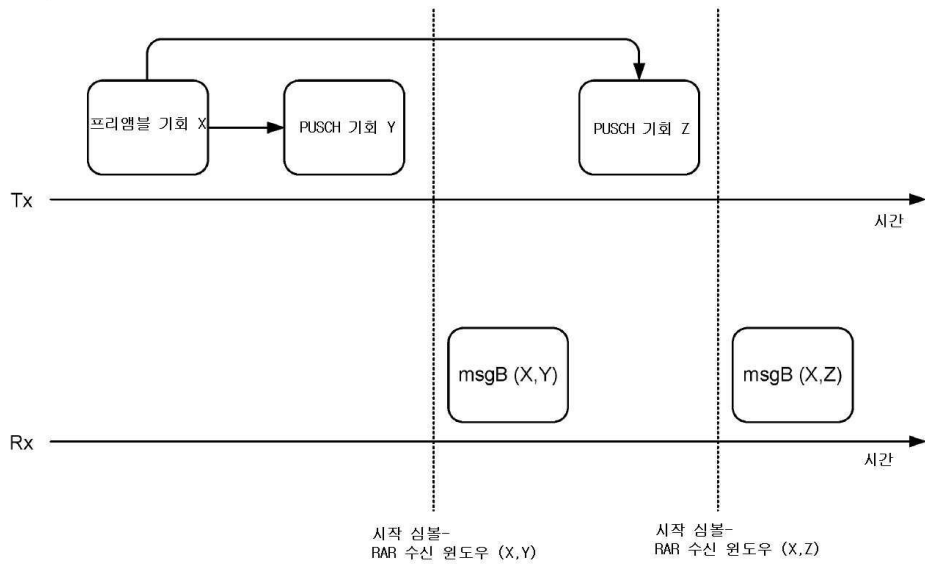 프리앰블 기회 X
PUSCH 기회 Y
PUSCH 기회 Z
Tx
시간
msgB (X,Y)
msgB (X,Z)
Rx
시간
시작 심볼-
RAR 수신 윈도우 (X,Y)
시작 심볼-
RAR 수신 윈도우 (X,Z)